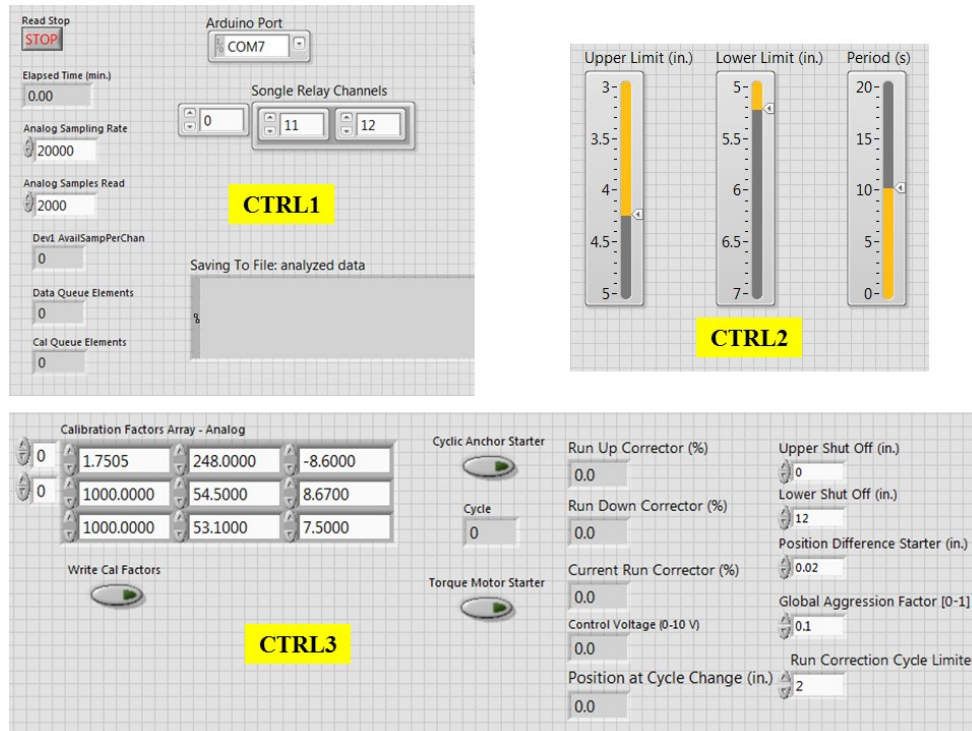 Read Stop
STOP
Arduino Port
COM7
Elapsed Time (min.)
0.00
Songle Relay Channels
0
11
12
Analog Sampling Rate
20000
Analog Samples Read
2000
CTRL1
Dev1 AvailSampPerChan
0
Saving To File: analyzed data
Data Queue Elements
0
Cal Queue Elements
0
Upper Limit (in.) Lower Limit (in.) Period (s)
3- 5- 20-
3.5- 5.5- 15-
4- 6- 10-
4.5- 6.5- 5-
5- 7- 0-
CTRL2
Calibration Factors Array - Analog
0 1.7505 248.0000 -8.6000
0 1000.0000 54.5000 8.6700
1000.0000 53.1000 7.5000
Write Cal Factors
CTRL3
Cyclic Anchor Starter
Cycle
0
Torque Motor Starter
Run Up Corrector (%)
0.0
Run Down Corrector (%)
0.0
Current Run Corrector (%)
0.0
Control Voltage (0-10 V)
0.0
Position at Cycle Change (in.)
0.0
Upper Shut Off (in.)
0
Lower Shut Off (in.)
12
Position Difference Starter (in.)
0.02
Global Aggression Factor [0-1]
0.1
Run Correction Cycle Limite
2